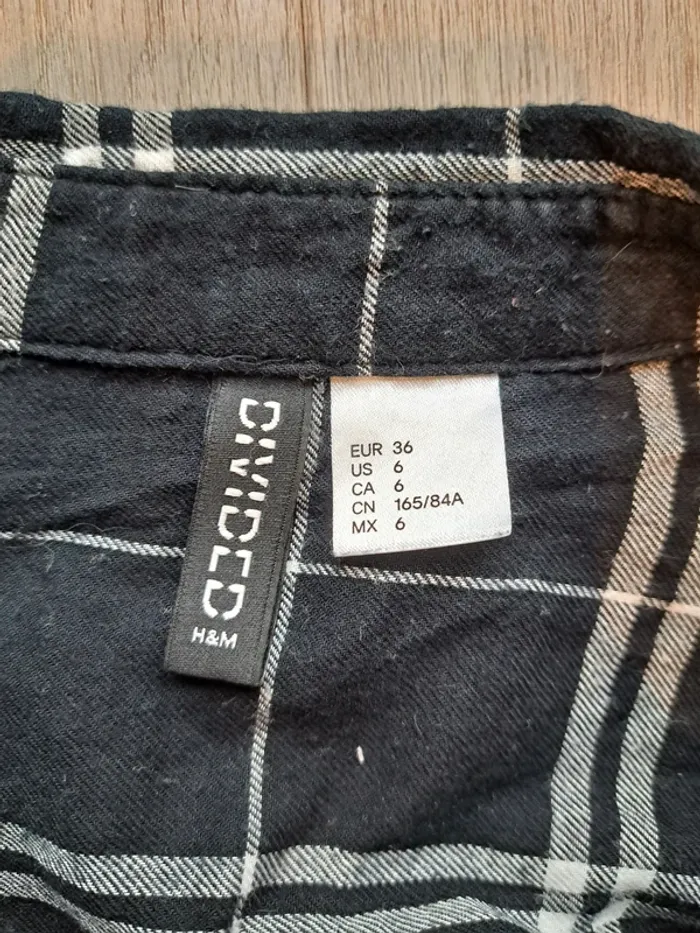 DIVIDED
H&M
EUR 36
US 6
CA 6
CN 165/84A
MX 6